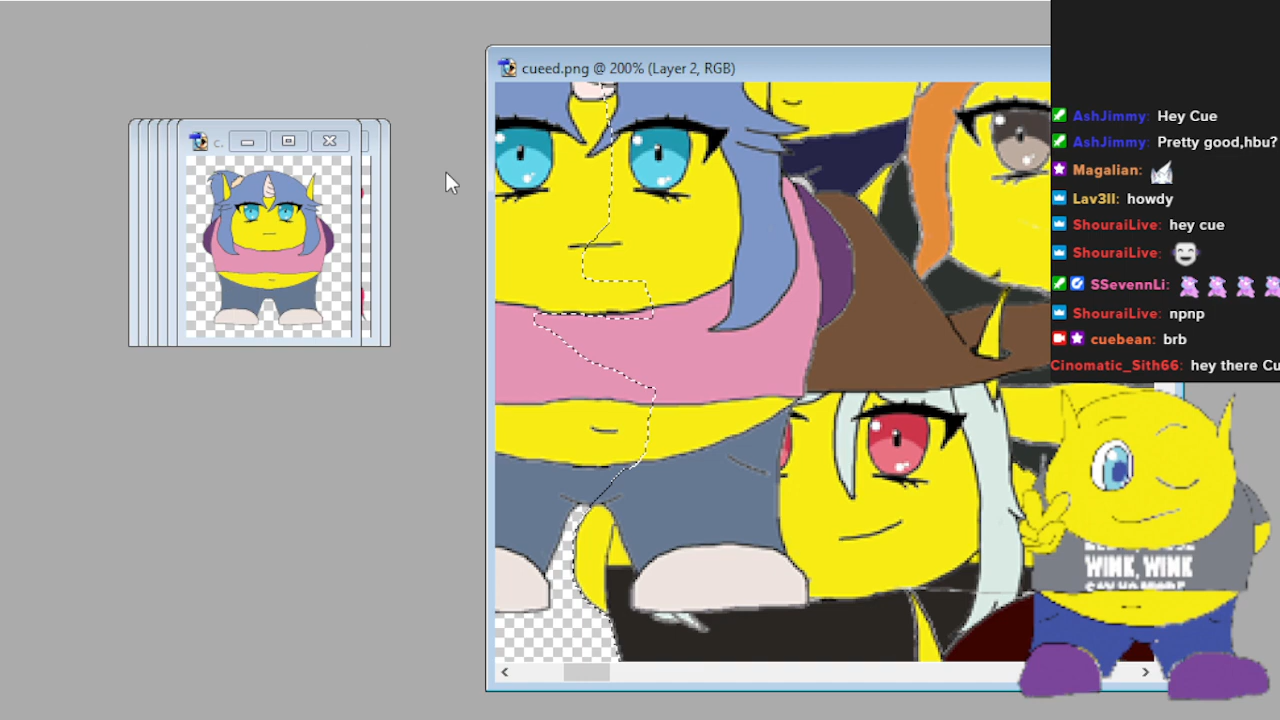 cueed.png @ 200% (Layer 2, RGB)
c.
AshJimmy: Hey Cue
AshJimmy: Pretty good,hbu?
Magalian:
Lav3ll: howdy
ShouraiLive: hey cue
ShouraiLive:
SSevennLi:
ShouraiLive: npnp
cuebean: brb
Cinomatic_Sith66: hey there Cu
WINK, WINK